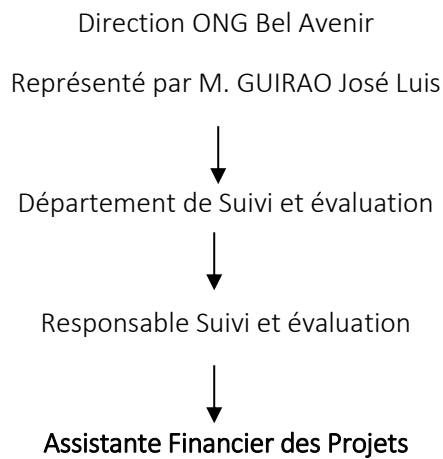 Direction ONG Bel Avenir
Représenté par M. GUIRAO José Luis
Département de Suivi et évaluation
Responsable Suivi et évaluation
Assistante Financier des Projets